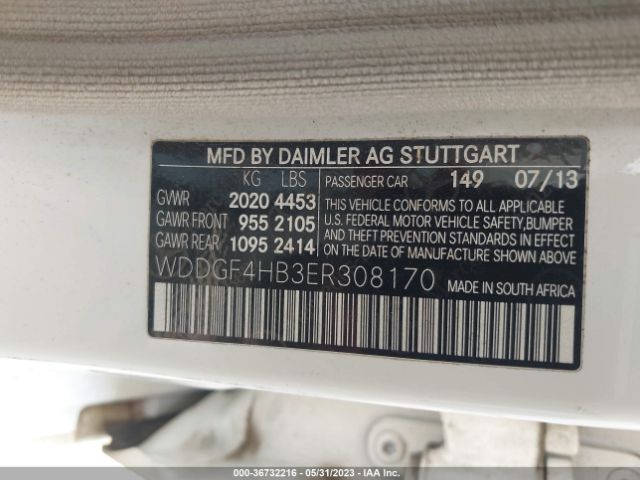 MFD BY DAIMLER AG STUTTGART
KG LBS
GVWR 2020 4453
GAWR FRONT 955 2105
GAWR REAR 1095 2414
PASSENGER CAR 149 07/13
THIS VEHICLE CONFORMS TO ALL APPLICABLE
U.S. FEDERAL MOTOR VEHICLE SAFETY, BUMPER
AND THEFT PREVENTION STANDARDS IN EFFECT
ON THE DATE OF MANUFACTURE SHOWN ABOVE.
WDDGF4HB3ER308170 MADE IN SOUTH AFRICA
000-36732216 - 05/31/2023 - IAA Inc.